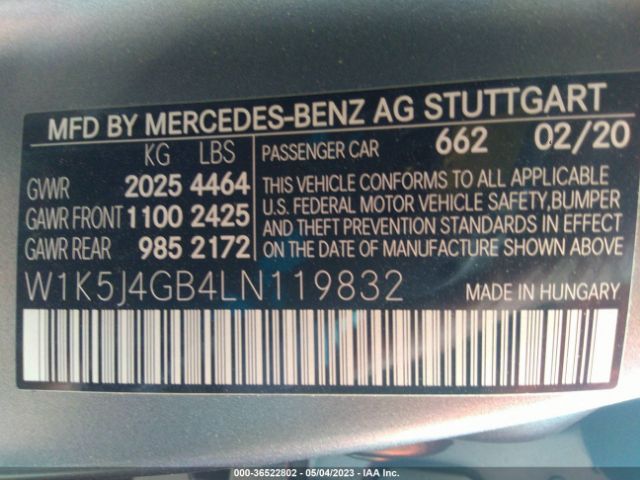 MFD BY MERCEDES-BENZ AG STUTTGART
KG LBS
GVWR 2025 4464
GAWR FRONT 1100 2425
GAWR REAR 985 2172
PASSENGER CAR 662 02/20
THIS VEHICLE CONFORMS TO ALL APPLICABLE
U.S. FEDERAL MOTOR VEHICLE SAFETY,BUMPER
AND THEFT PREVENTION STANDARDS IN EFFECT
ON THE DATE OF MANUFACTURE SHOWN ABOVE
W1K5J4GB4LN119832 MADE IN HUNGARY
000-36522802 - 05/04/2023 - IAA Inc.